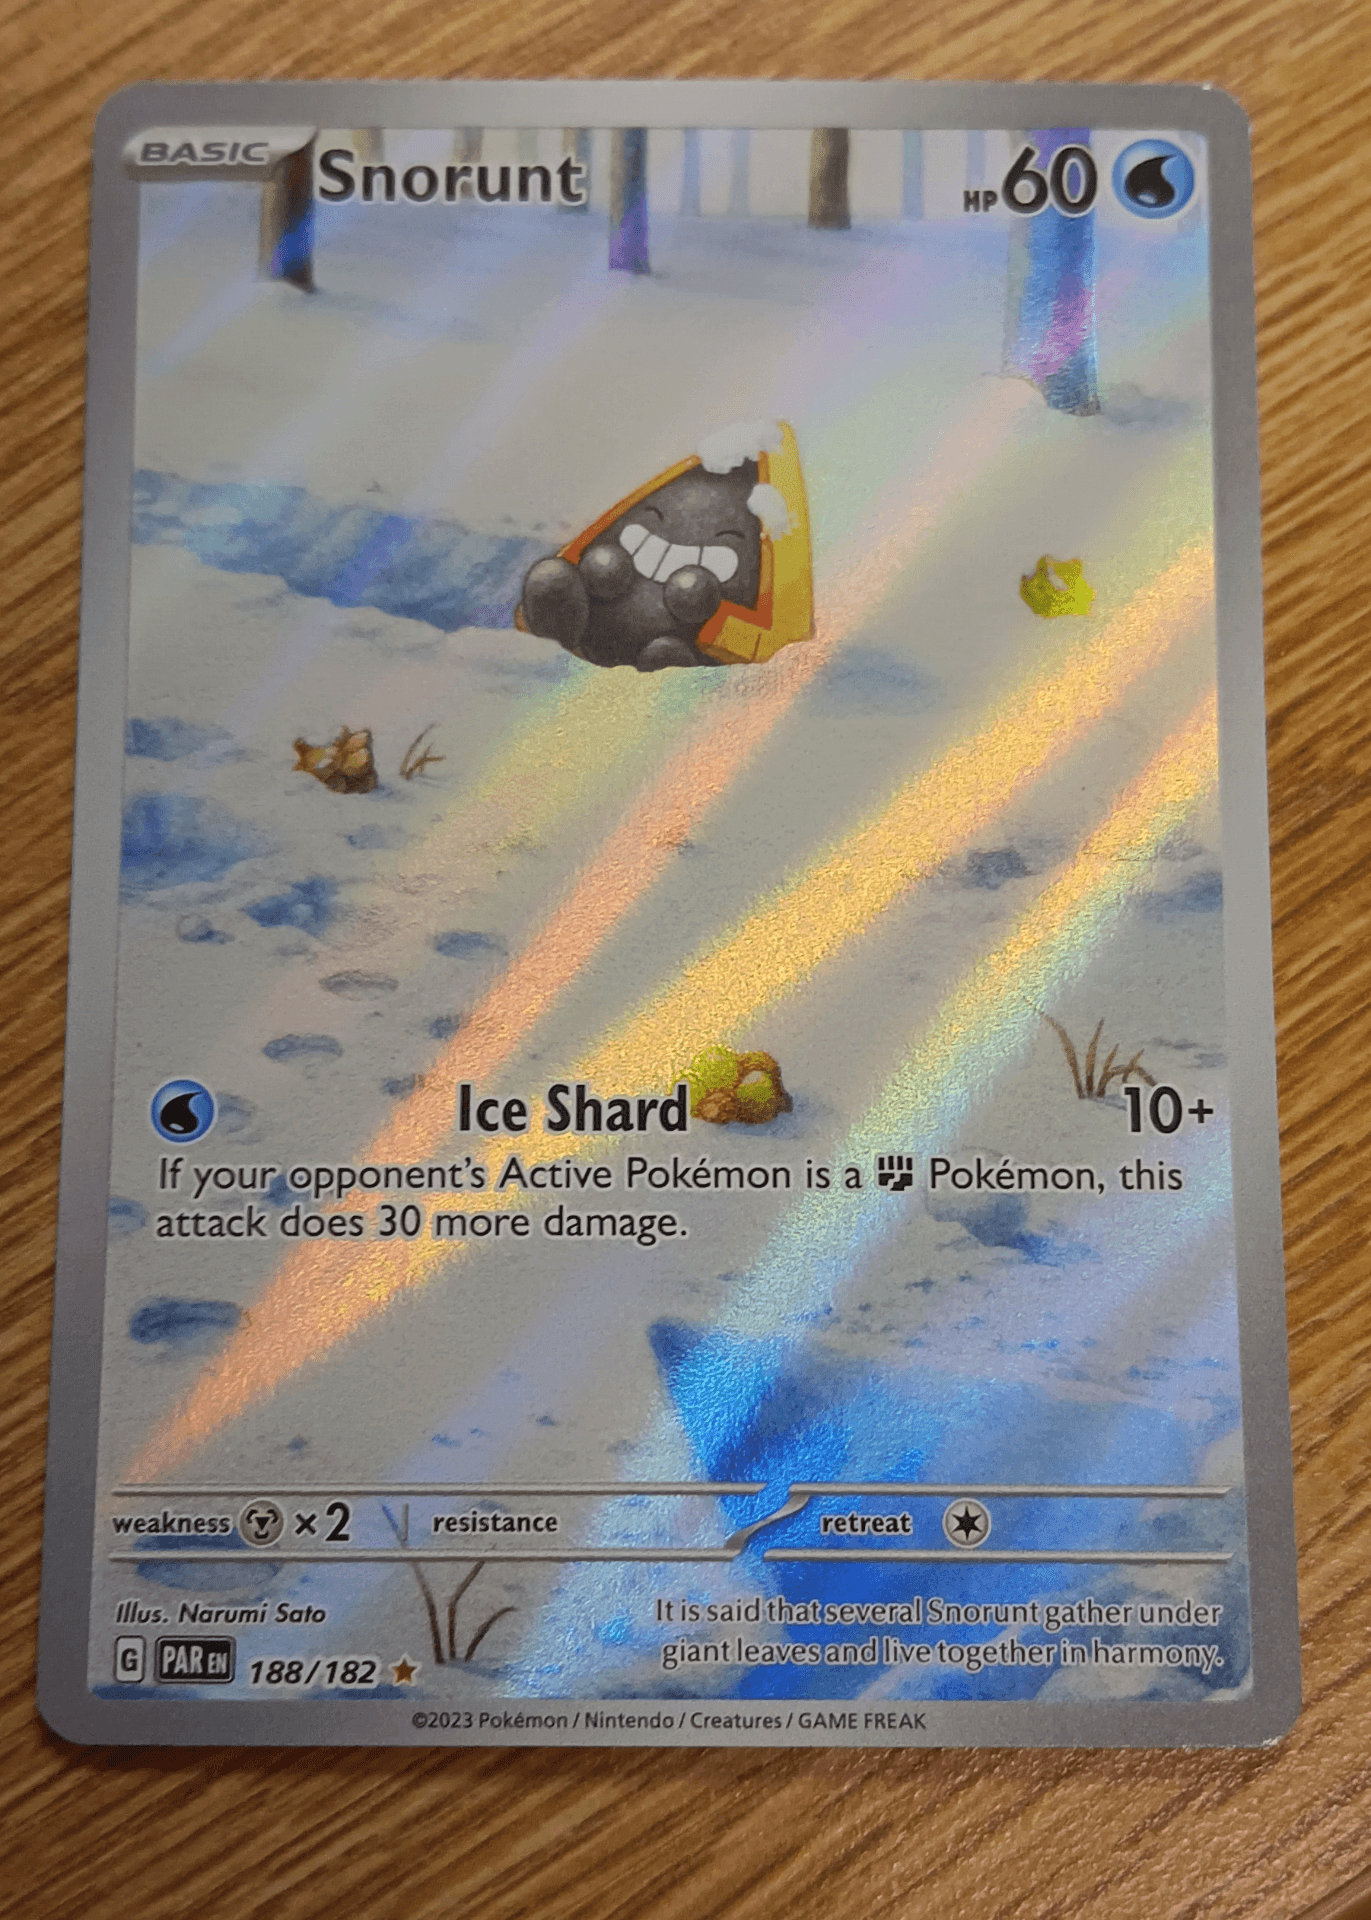 BASIC Snorunt HP 60
Ice Shard 10+
If your opponent's Active Pokémon is a Pokémon, this
attack does 30 more damage.
weakness ×2 resistance retreat
Illus. Narumi Sato
It is said that several Snorunt gather under
giant leaves and live together in harmony.
G PAR EN 188/182
©2023 Pokémon / Nintendo / Creatures / GAME FREAK